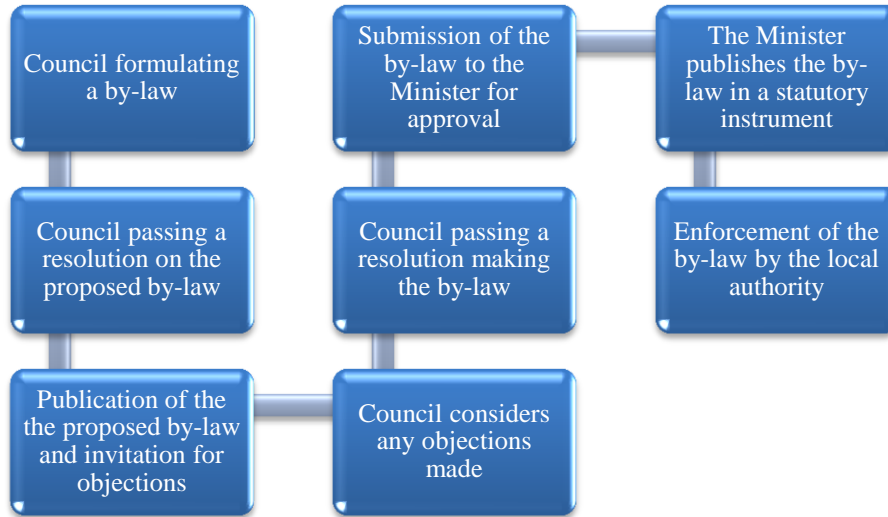 Council formulating
a by-law
Council passing a
resolution on the
proposed by-law
Publication of the
the proposed by-law
and invitation for
objections
Council considers
any objections
made
Council passing a
resolution making
the by-law
Submission of the
by-law to the
Minister for
approval
The Minister
publishes the by-
law in a statutory
instrument
Enforcement of the
by-law by the local
authority